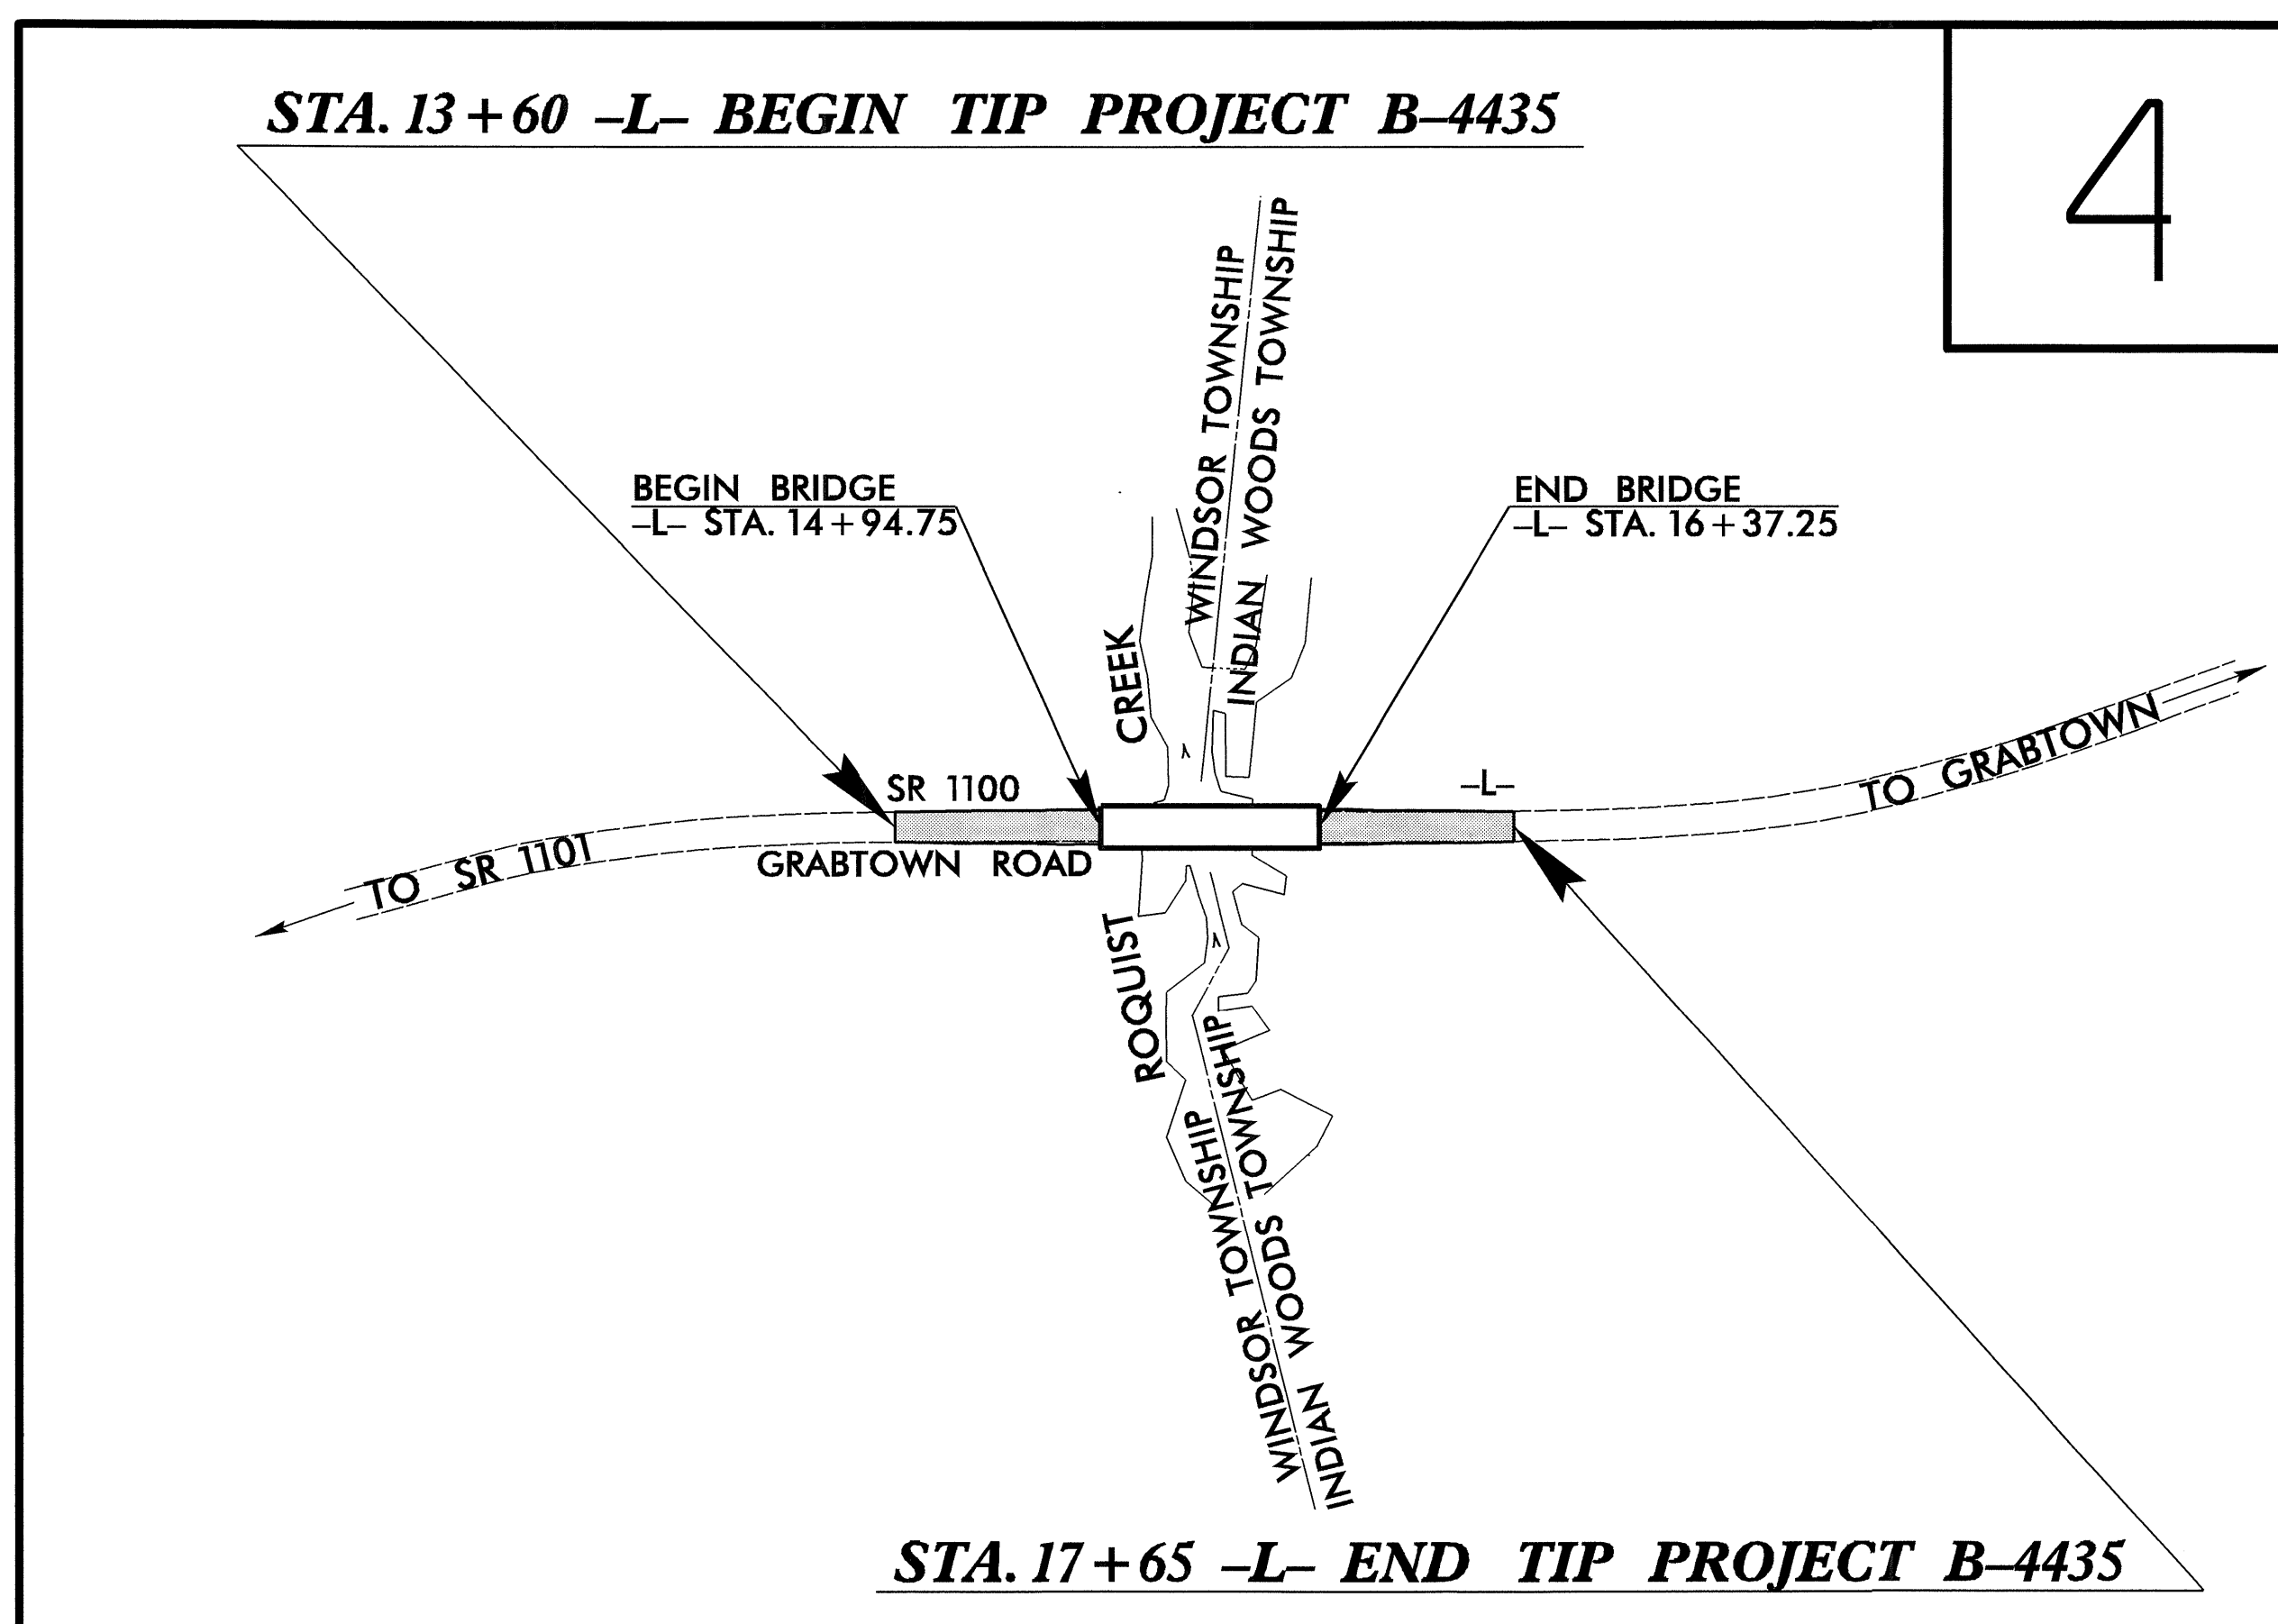 STA. 13+60 –L– BEGIN TIP PROJECT B–4435
4
WINDSOR TOWNSHIP
INDIAN WOODS TOWNSHIP
BEGIN BRIDGE
–L– STA. 14+94.75
END BRIDGE
–L– STA. 16+37.25
CREEK
SR 1100
–L–
TO GRABTOWN
TO SR 1101
GRABTOWN ROAD
ROQUIST
WINDSOR TOWNSHIP
INDIAN WOODS TOWNSHIP
STA. 17+65 –L– END TIP PROJECT B–4435